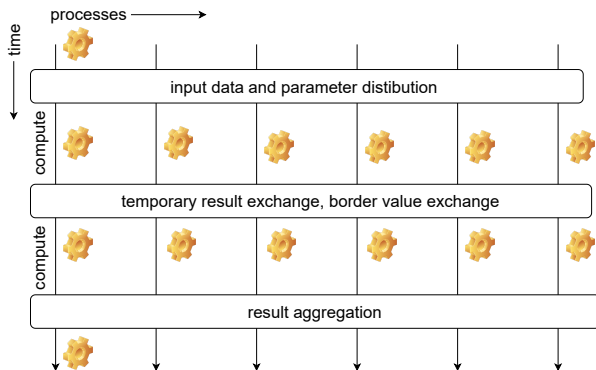 processes
time
input data and parameter distibution
compute
temporary result exchange, border value exchange
compute
result aggregation